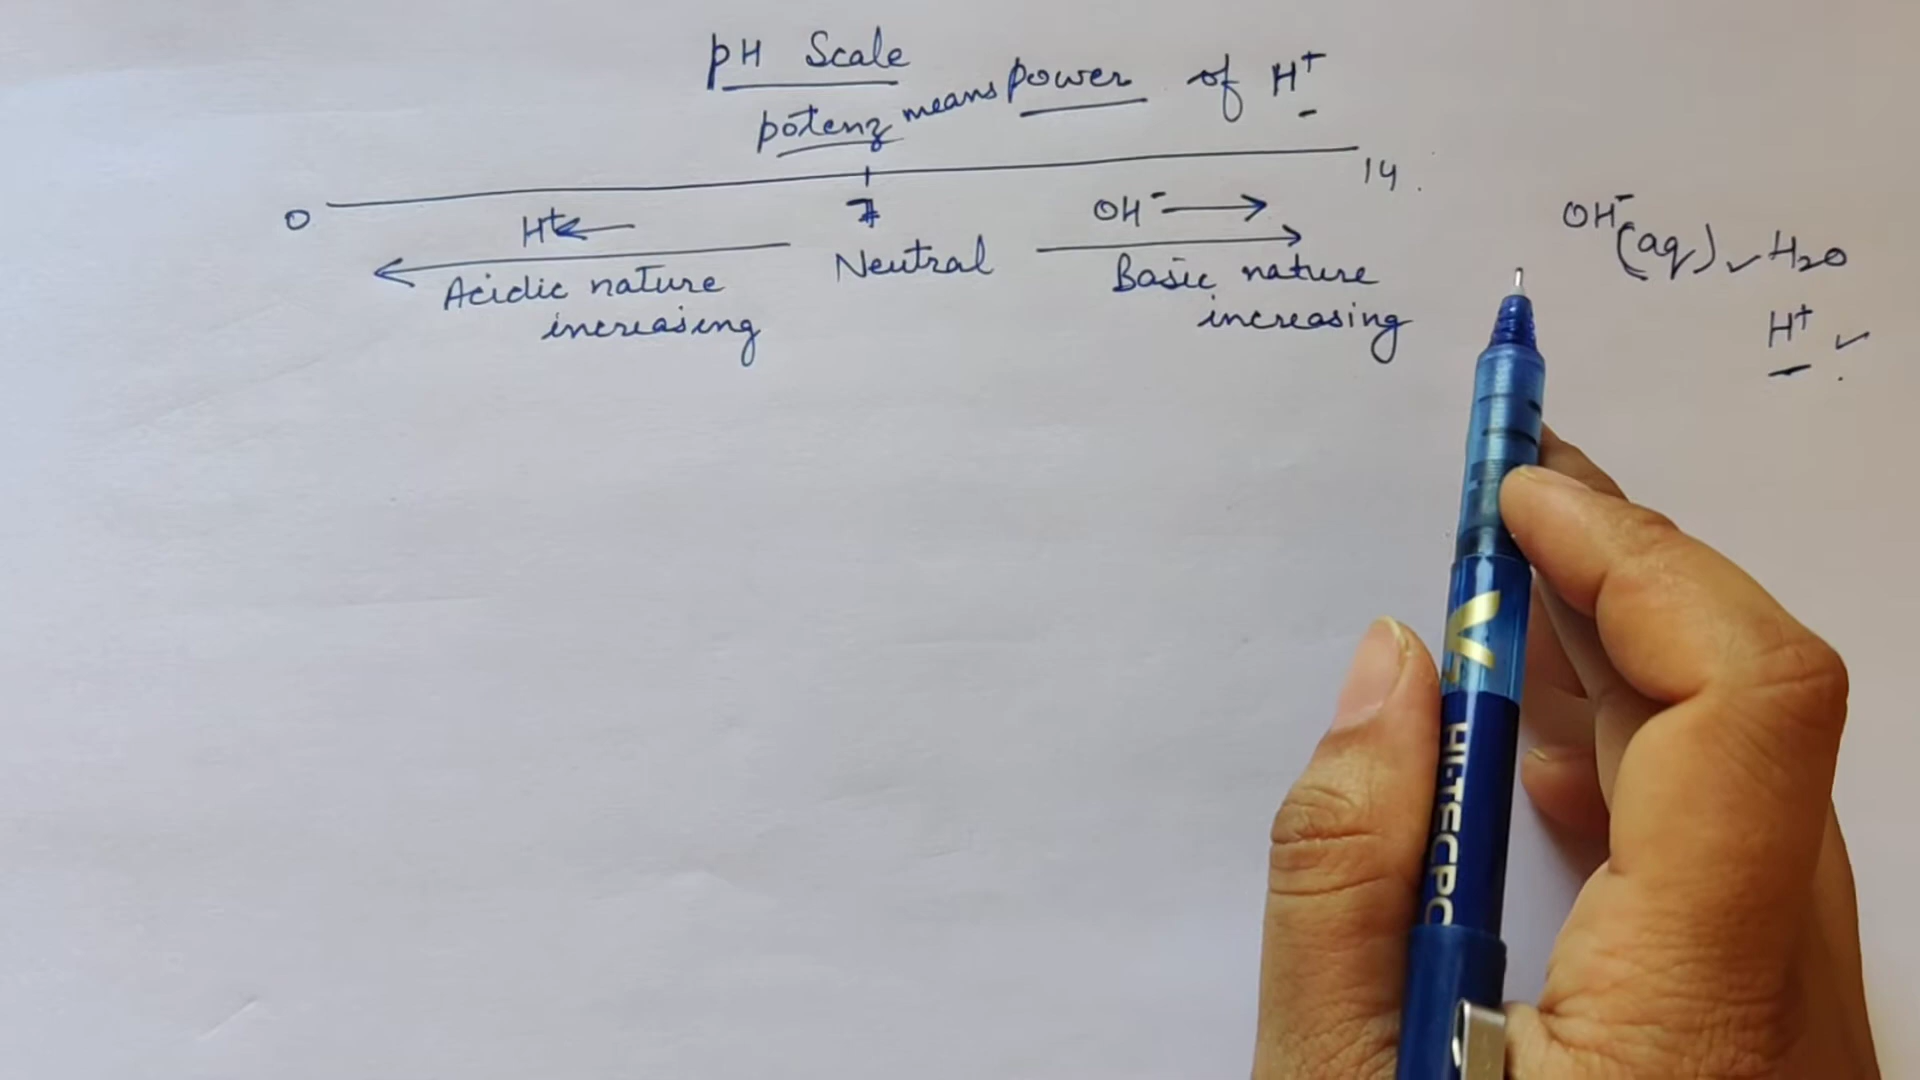 pH Scale
potenz means power of H⁺
0 7 14
H⁺ ←
OH⁻ →
Acidic nature
increasing
Neutral
Basic nature
increasing
OH⁻(aq) ✓ H₂O
H⁺ ✓
V
HI-TECPO